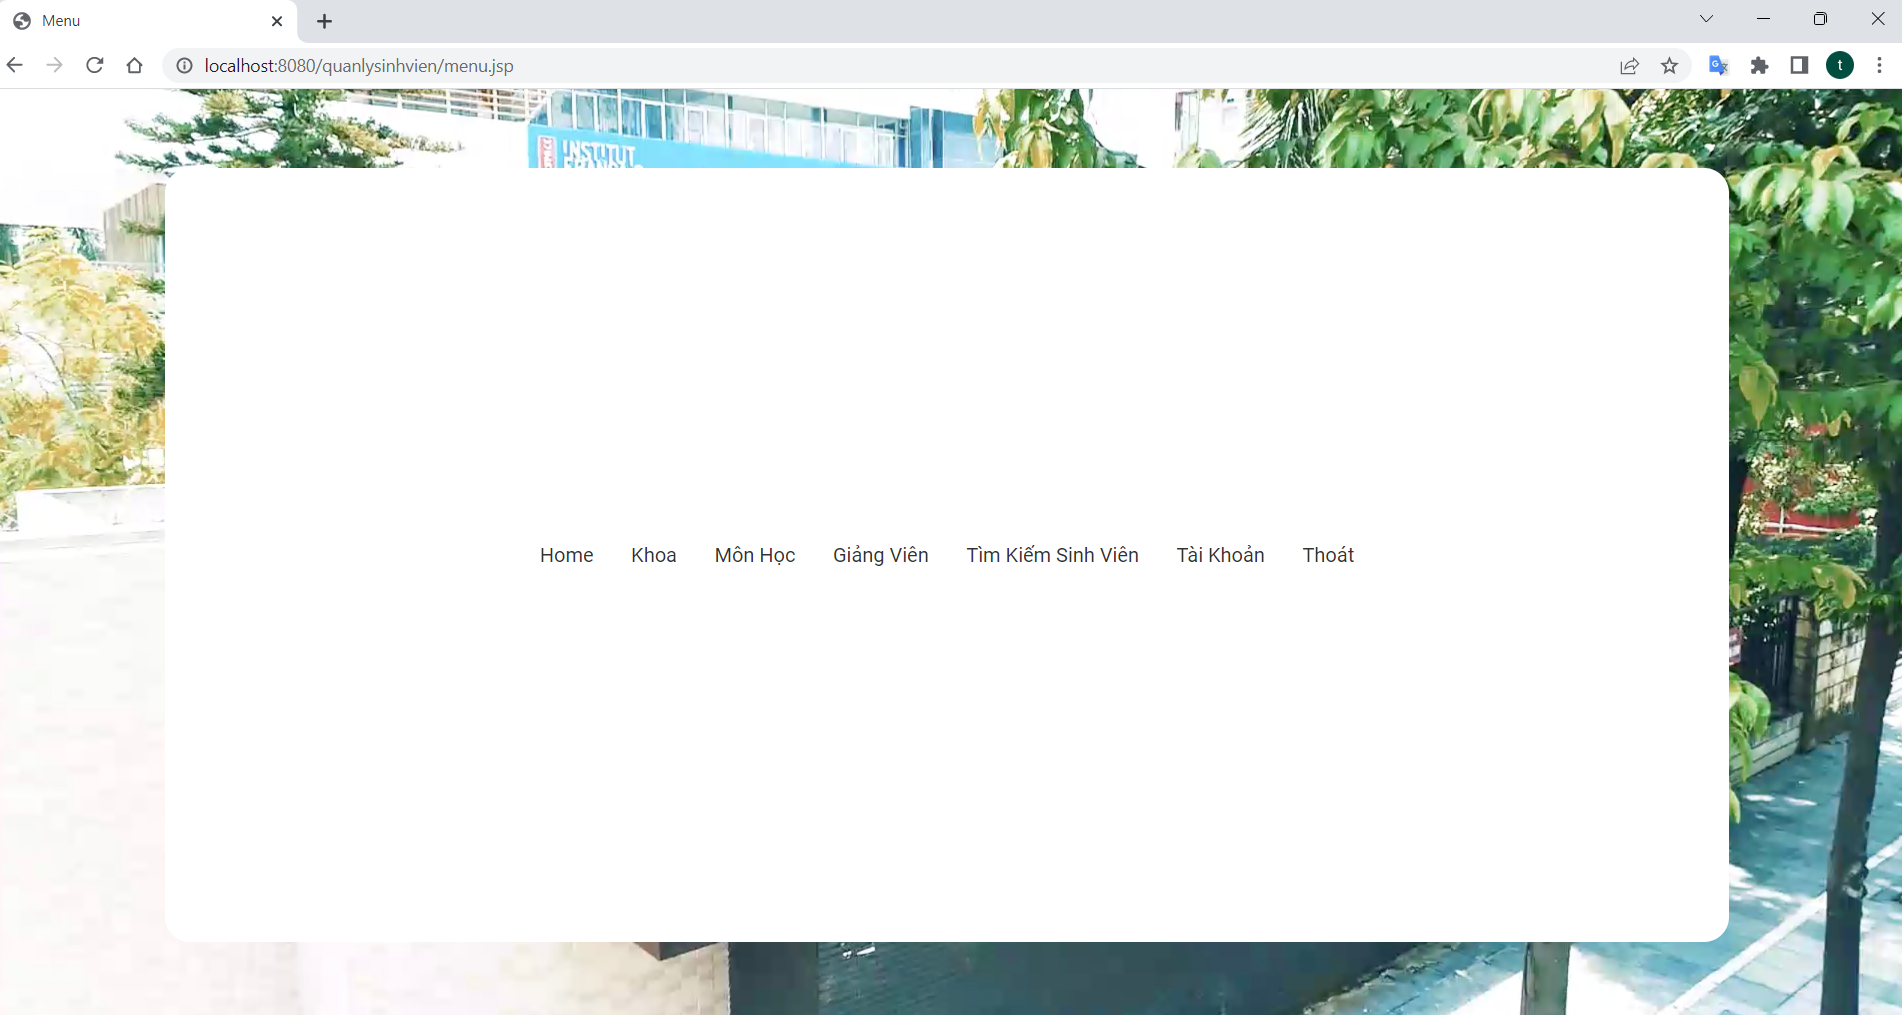 Menu
localhost:8080/quanlysinhvien/menu.jsp
t
INSTITUT
Home Khoa Môn Học Giảng Viên Tìm Kiếm Sinh Viên Tài Khoản Thoát